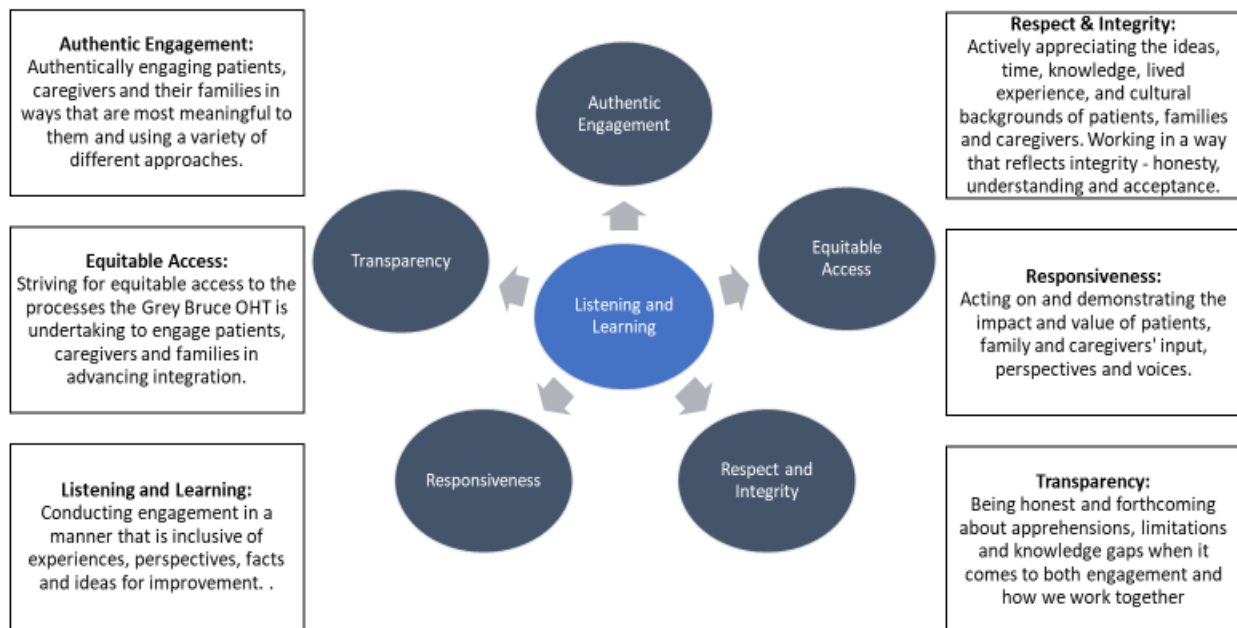 Authentic Engagement:
Authentically engaging patients,
caregivers and their families in
ways that are most meaningful to
them and using a variety of
different approaches.
Equitable Access:
Striving for equitable access to the
processes the Grey Bruce OHT is
undertaking to engage patients,
caregivers and families in
advancing integration.
Listening and Learning:
Conducting engagement in a
manner that is inclusive of
experiences, perspectives, facts
and ideas for improvement. .
Authentic
Engagement
Transparency
Equitable
Access
Listening and
Learning
Responsiveness
Respect and
Integrity
Respect & Integrity:
Actively appreciating the ideas,
time, knowledge, lived
experience, and cultural
backgrounds of patients, families
and caregivers. Working in a way
that reflects integrity - honesty,
understanding and acceptance.
Responsiveness:
Acting on and demonstrating the
impact and value of patients,
family and caregivers' input,
perspectives and voices.
Transparency:
Being honest and forthcoming
about apprehensions, limitations
and knowledge gaps when it
comes to both engagement and
how we work together